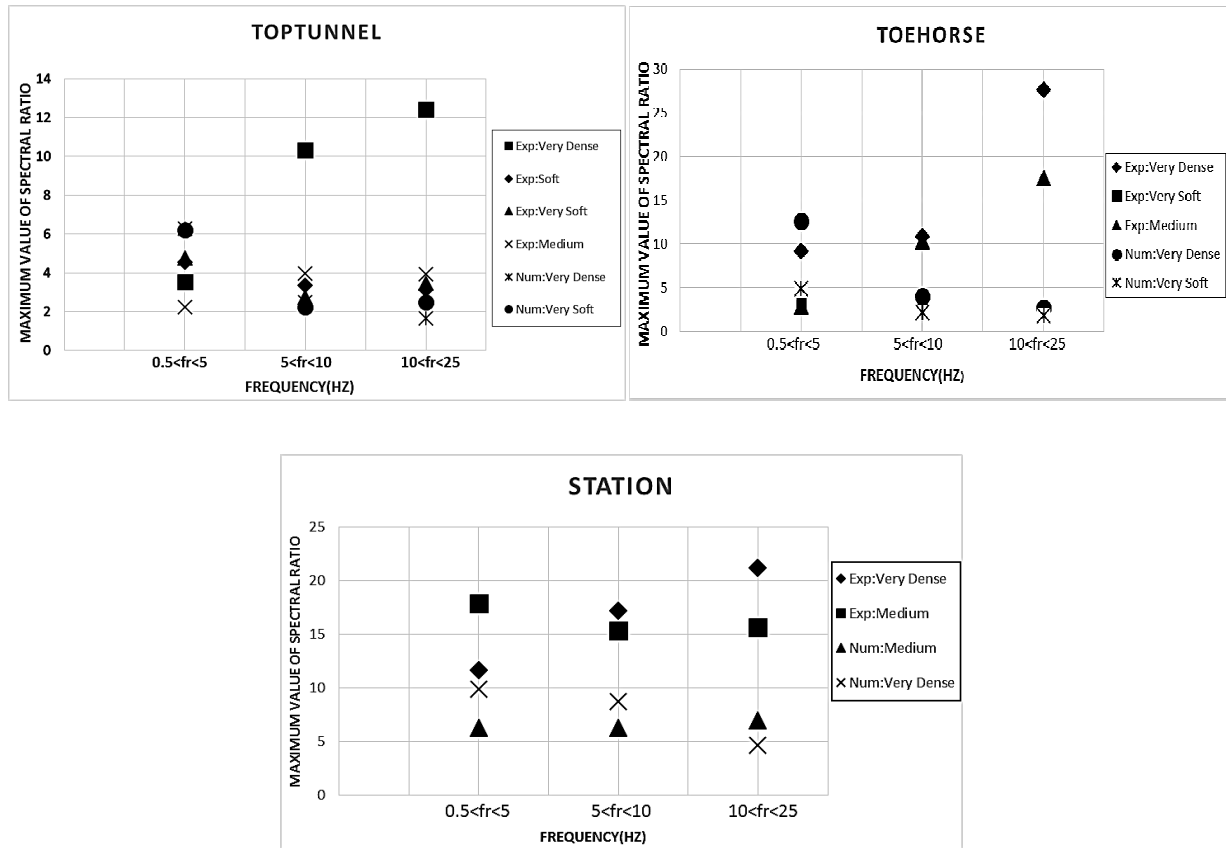 TOPTUNNEL
MAXIMUM VALUE OF SPECTRAL RATIO
14
12
10
8
6
4
2
0
0.5<fr<5
5<fr<10
10<fr<25
FREQUENCY(HZ)
Exp:Very Dense
Exp:Soft
Exp:Very Soft
Exp:Medium
Num:Very Dense
Num:Very Soft
TOEHORSE
MAXIMUM VALUE OF SPECTRAL RATIO
30
25
20
15
10
5
0
0.5<fr<5
5<fr<10
10<fr<25
FREQUENCY(HZ)
Exp:Very Dense
Exp:Very Soft
Exp:Medium
Num:Very Dense
Num:Very Soft
STATION
MAXIMUM VALUE OF SPECTRAL RATIO
25
20
15
10
5
0
0.5<fr<5
5<fr<10
10<fr<25
FREQUENCY(HZ)
Exp:Very Dense
Exp:Medium
Num:Medium
Num:Very Dense